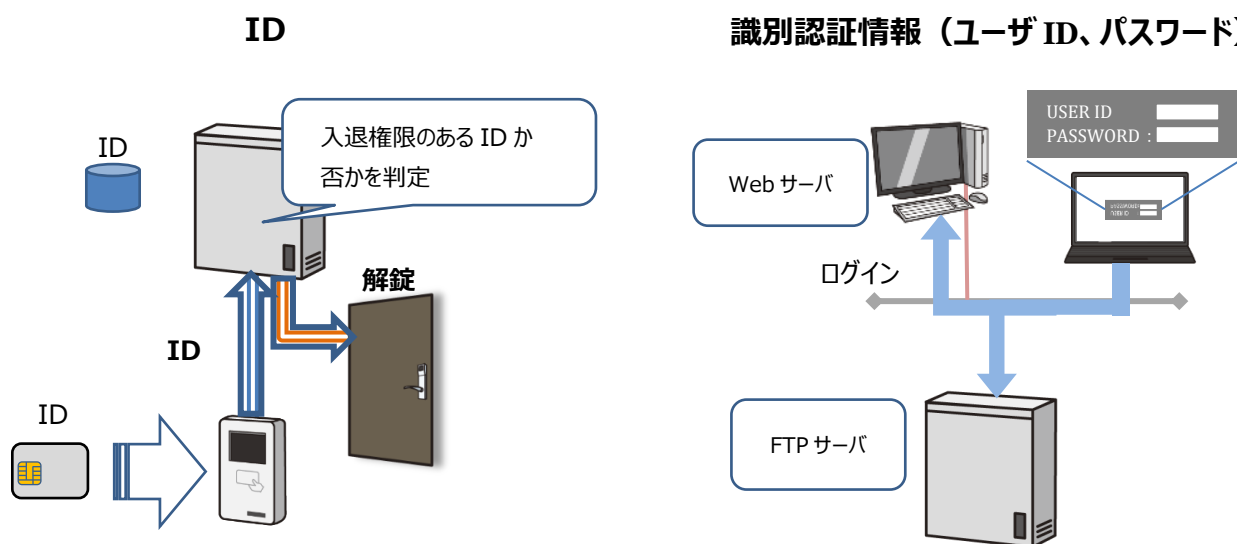 ID
ID
入退権限のある ID か
否かを判定
解錠
ID
ID
識別認証情報（ユーザ ID、パスワード）
USER ID
PASSWORD :
Web サーバ
ログイン
FTP サーバ